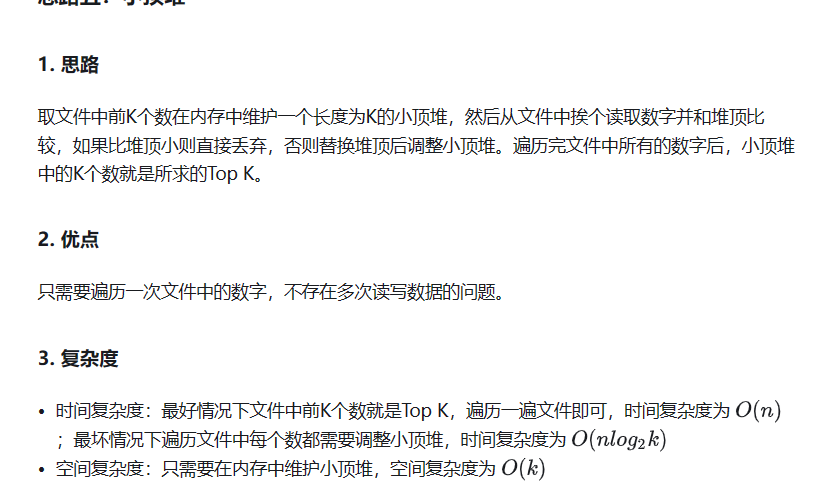 1. 思路
取文件中前K个数在内存中维护一个长度为K的小顶堆，然后从文件中挨个读取数字并和堆顶比
较，如果比堆顶小则直接丢弃，否则替换堆顶后调整小顶堆。遍历完文件中所有的数字后，小顶堆
中的K个数就是所求的Top K。
2. 优点
只需要遍历一次文件中的数字，不存在多次读写数据的问题。
3. 复杂度
• 时间复杂度：最好情况下文件中前K个数就是Top K，遍历一遍文件即可，时间复杂度为 O(n)
；最坏情况下遍历文件中每个数都需要调整小顶堆，时间复杂度为 O(nlog₂k)
• 空间复杂度：只需要在内存中维护小顶堆，空间复杂度为 O(k)